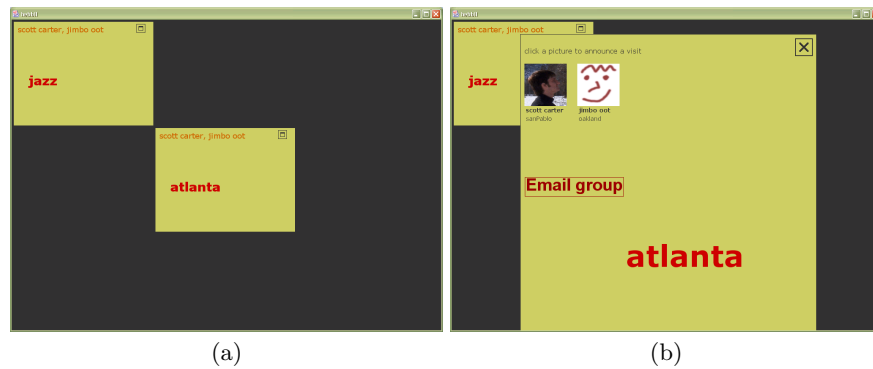 scott carter, jimbo oot
jazz
scott carter, jimbo oot
atlanta
(a)
scott carter, jimbo oot
jazz
click a picture to announce a visit
scott carter
sanPablo
jimbo oot
oakland
Email group
atlanta
(b)